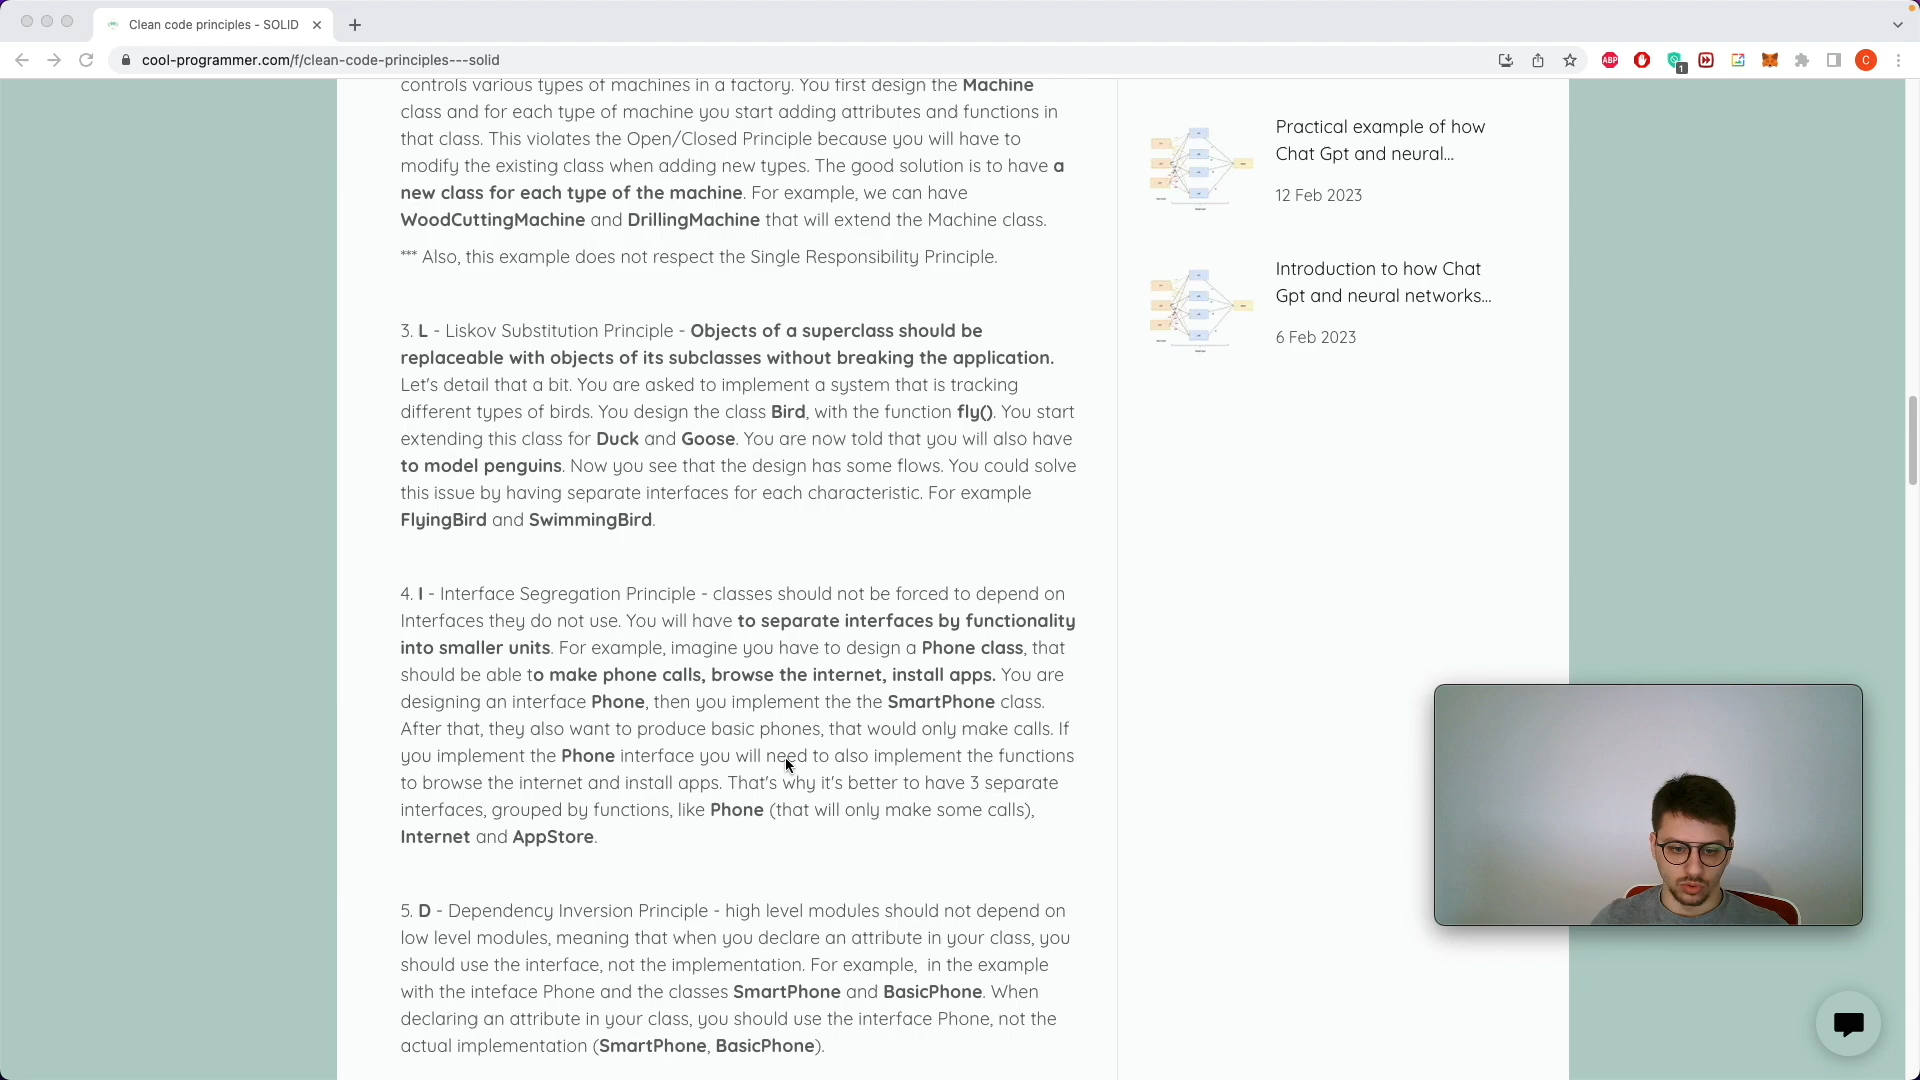 Clean code principles - SOLID
cool-programmer.com/f/clean-code-principles---solid
ABP
1
C
controls various types of machines in a factory. You first design the Machine
class and for each type of machine you start adding attributes and functions in
that class. This violates the Open/Closed Principle because you will have to
modify the existing class when adding new types. The good solution is to have a
new class for each type of the machine. For example, we can have
WoodCuttingMachine and DrillingMachine that will extend the Machine class.
*** Also, this example does not respect the Single Responsibility Principle.
3. L - Liskov Substitution Principle - Objects of a superclass should be
replaceable with objects of its subclasses without breaking the application.
Let's detail that a bit. You are asked to implement a system that is tracking
different types of birds. You design the class Bird, with the function fly(). You start
extending this class for Duck and Goose. You are now told that you will also have
to model penguins. Now you see that the design has some flows. You could solve
this issue by having separate interfaces for each characteristic. For example
FlyingBird and SwimmingBird.
4. I - Interface Segregation Principle - classes should not be forced to depend on
Interfaces they do not use. You will have to separate interfaces by functionality
into smaller units. For example, imagine you have to design a Phone class, that
should be able to make phone calls, browse the internet, install apps. You are
designing an interface Phone, then you implement the the SmartPhone class.
After that, they also want to produce basic phones, that would only make calls. If
you implement the Phone interface you will need to also implement the functions
to browse the internet and install apps. That's why it's better to have 3 separate
interfaces, grouped by functions, like Phone (that will only make some calls),
Internet and AppStore.
5. D - Dependency Inversion Principle - high level modules should not depend on
low level modules, meaning that when you declare an attribute in your class, you
should use the interface, not the implementation. For example,  in the example
with the inteface Phone and the classes SmartPhone and BasicPhone. When
declaring an attribute in your class, you should use the interface Phone, not the
actual implementation (SmartPhone, BasicPhone).
Practical example of how
Chat Gpt and neural...
12 Feb 2023
Introduction to how Chat
Gpt and neural networks...
6 Feb 2023